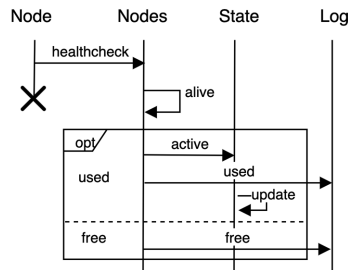 Node Nodes State Log
healthcheck
alive
opt
active
used
used
update
free
free